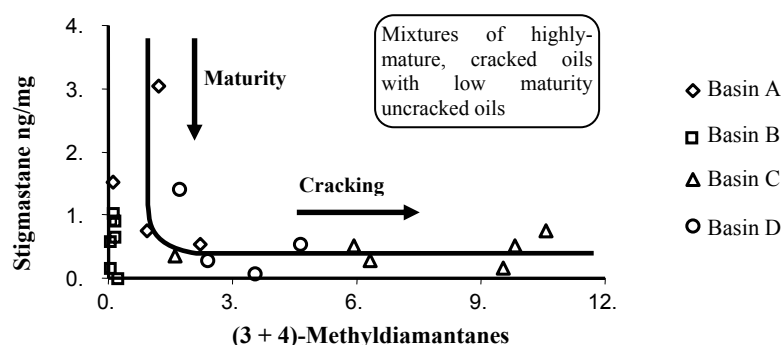 4.
3.
2.
1.
0.
Stigmastane ng/mg
Maturity
Mixtures of highly-
mature, cracked oils
with low maturity
uncracked oils
Cracking
0.
3.
6.
9.
12.
(3 + 4)-Methyldiamantanes
Basin A
Basin B
Basin C
Basin D